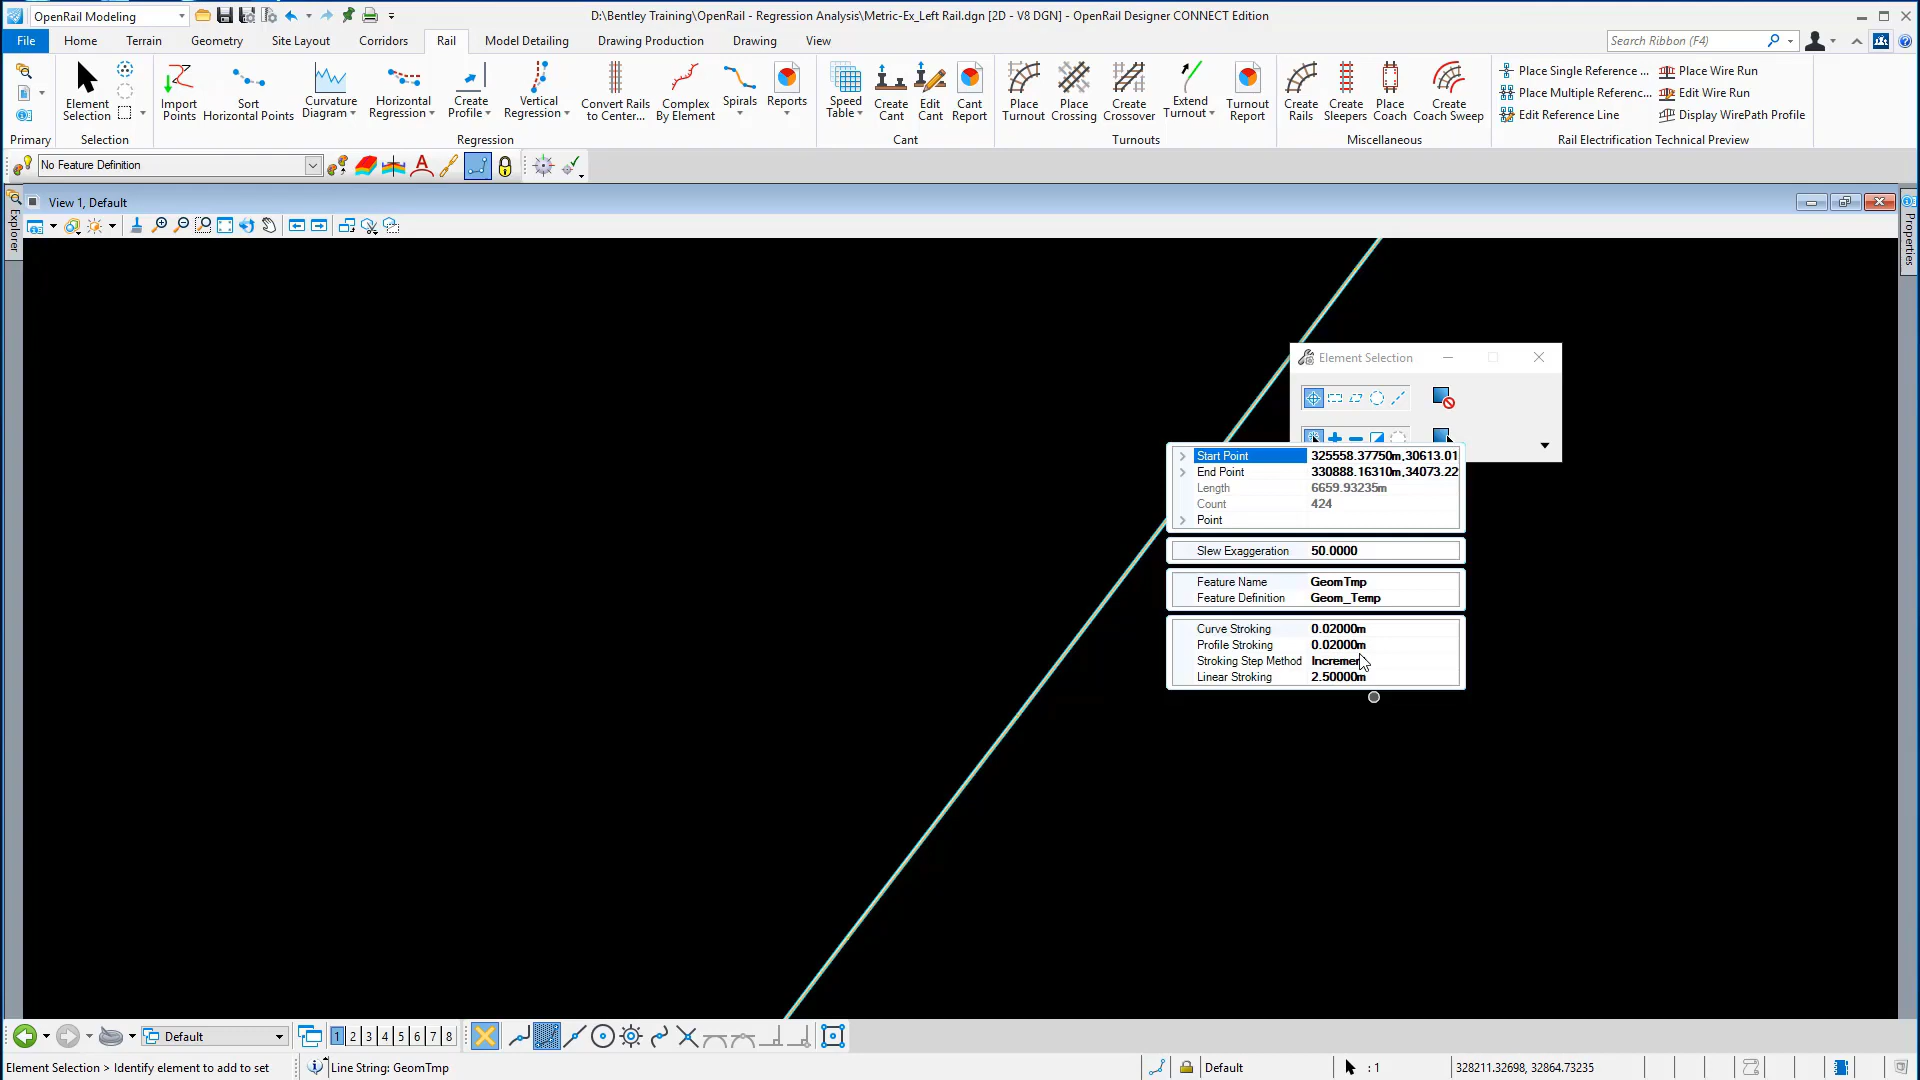 OpenRail Modeling
D:\Bentley Training\OpenRail - Regression Analysis\Metric-Ex_Left Rail.dgn [2D - V8 DGN] - OpenRail Designer CONNECT Edition
File Home Terrain Geometry Site Layout Corridors Rail Model Detailing Drawing Production Drawing View
Search Ribbon (F4)
Element Selection
Import Points
Sort Horizontal Points
Curvature Diagram
Horizontal Regression
Create Profile
Vertical Regression
Convert Rails to Center...
Complex By Element
Spirals
Reports
Speed Table
Create Cant
Edit Cant
Cant Report
Place Turnout
Place Crossing
Create Crossover
Extend Turnout
Turnout Report
Create Rails
Create Sleepers
Place Coach
Create Coach Sweep
Place Single Reference ...
Place Multiple Referenc...
Edit Reference Line
Place Wire Run
Edit Wire Run
Display WirePath Profile
Primary Selection Regression Cant Turnouts Miscellaneous Rail Electrification Technical Preview
No Feature Definition
Explorer
View 1, Default
Properties
Element Selection
Start Point 325558.37750m,30613.01
End Point 330888.16310m,34073.22
Length 6659.93235m
Count 424
Point
Slew Exaggeration 50.0000
Feature Name GeomTmp
Feature Definition Geom_Temp
Curve Stroking 0.02000m
Profile Stroking 0.02000m
Stroking Step Method
Linear Stroking 2.50000m
Default
1 2 3 4 5 6 7 8
Element Selection > Identify element to add to set
Line String: GeomTmp
Default
: 1
328211.32698, 32864.73235